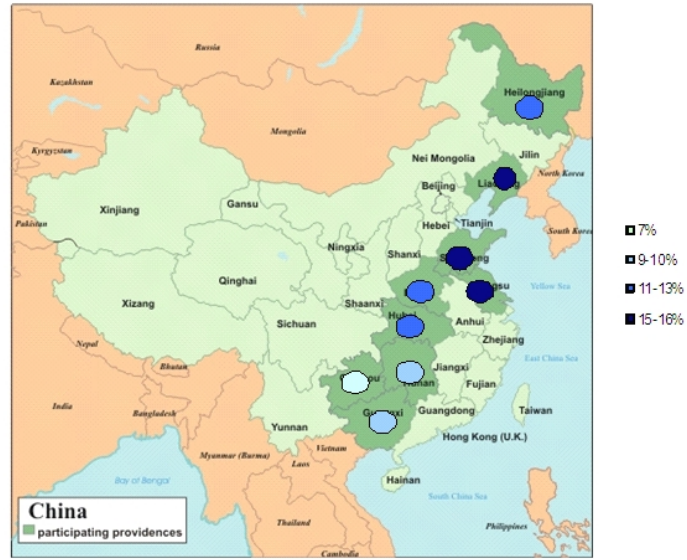 Russia
Kazakhstan
Heilongjiang
Mongolia
Kyrgyzstan
Nei Mongolia
Jilin
North Korea
Beijing
Xinjiang
Gansu
Pakistan
Hebei
Tianjin
South Korea
7%
Ningxia
Shanxi
9-10%
Qinghai
Yellow Sea
11-13%
Xizang
Shaanxi
15-16%
Sichuan
Anhui
Zhejiang
Nepal
East China Sea
Bhutan
Jiangxi
Fujian
India
Bangladesh
Guangdong
Taiwan
Yunnan
Hong Kong (U.K.)
Myanmar (Burma)
Vietnam
Laos
Hainan
Bay of Bengal
South China Sea
China
participating providences
Thailand
Philippines
Cambodia